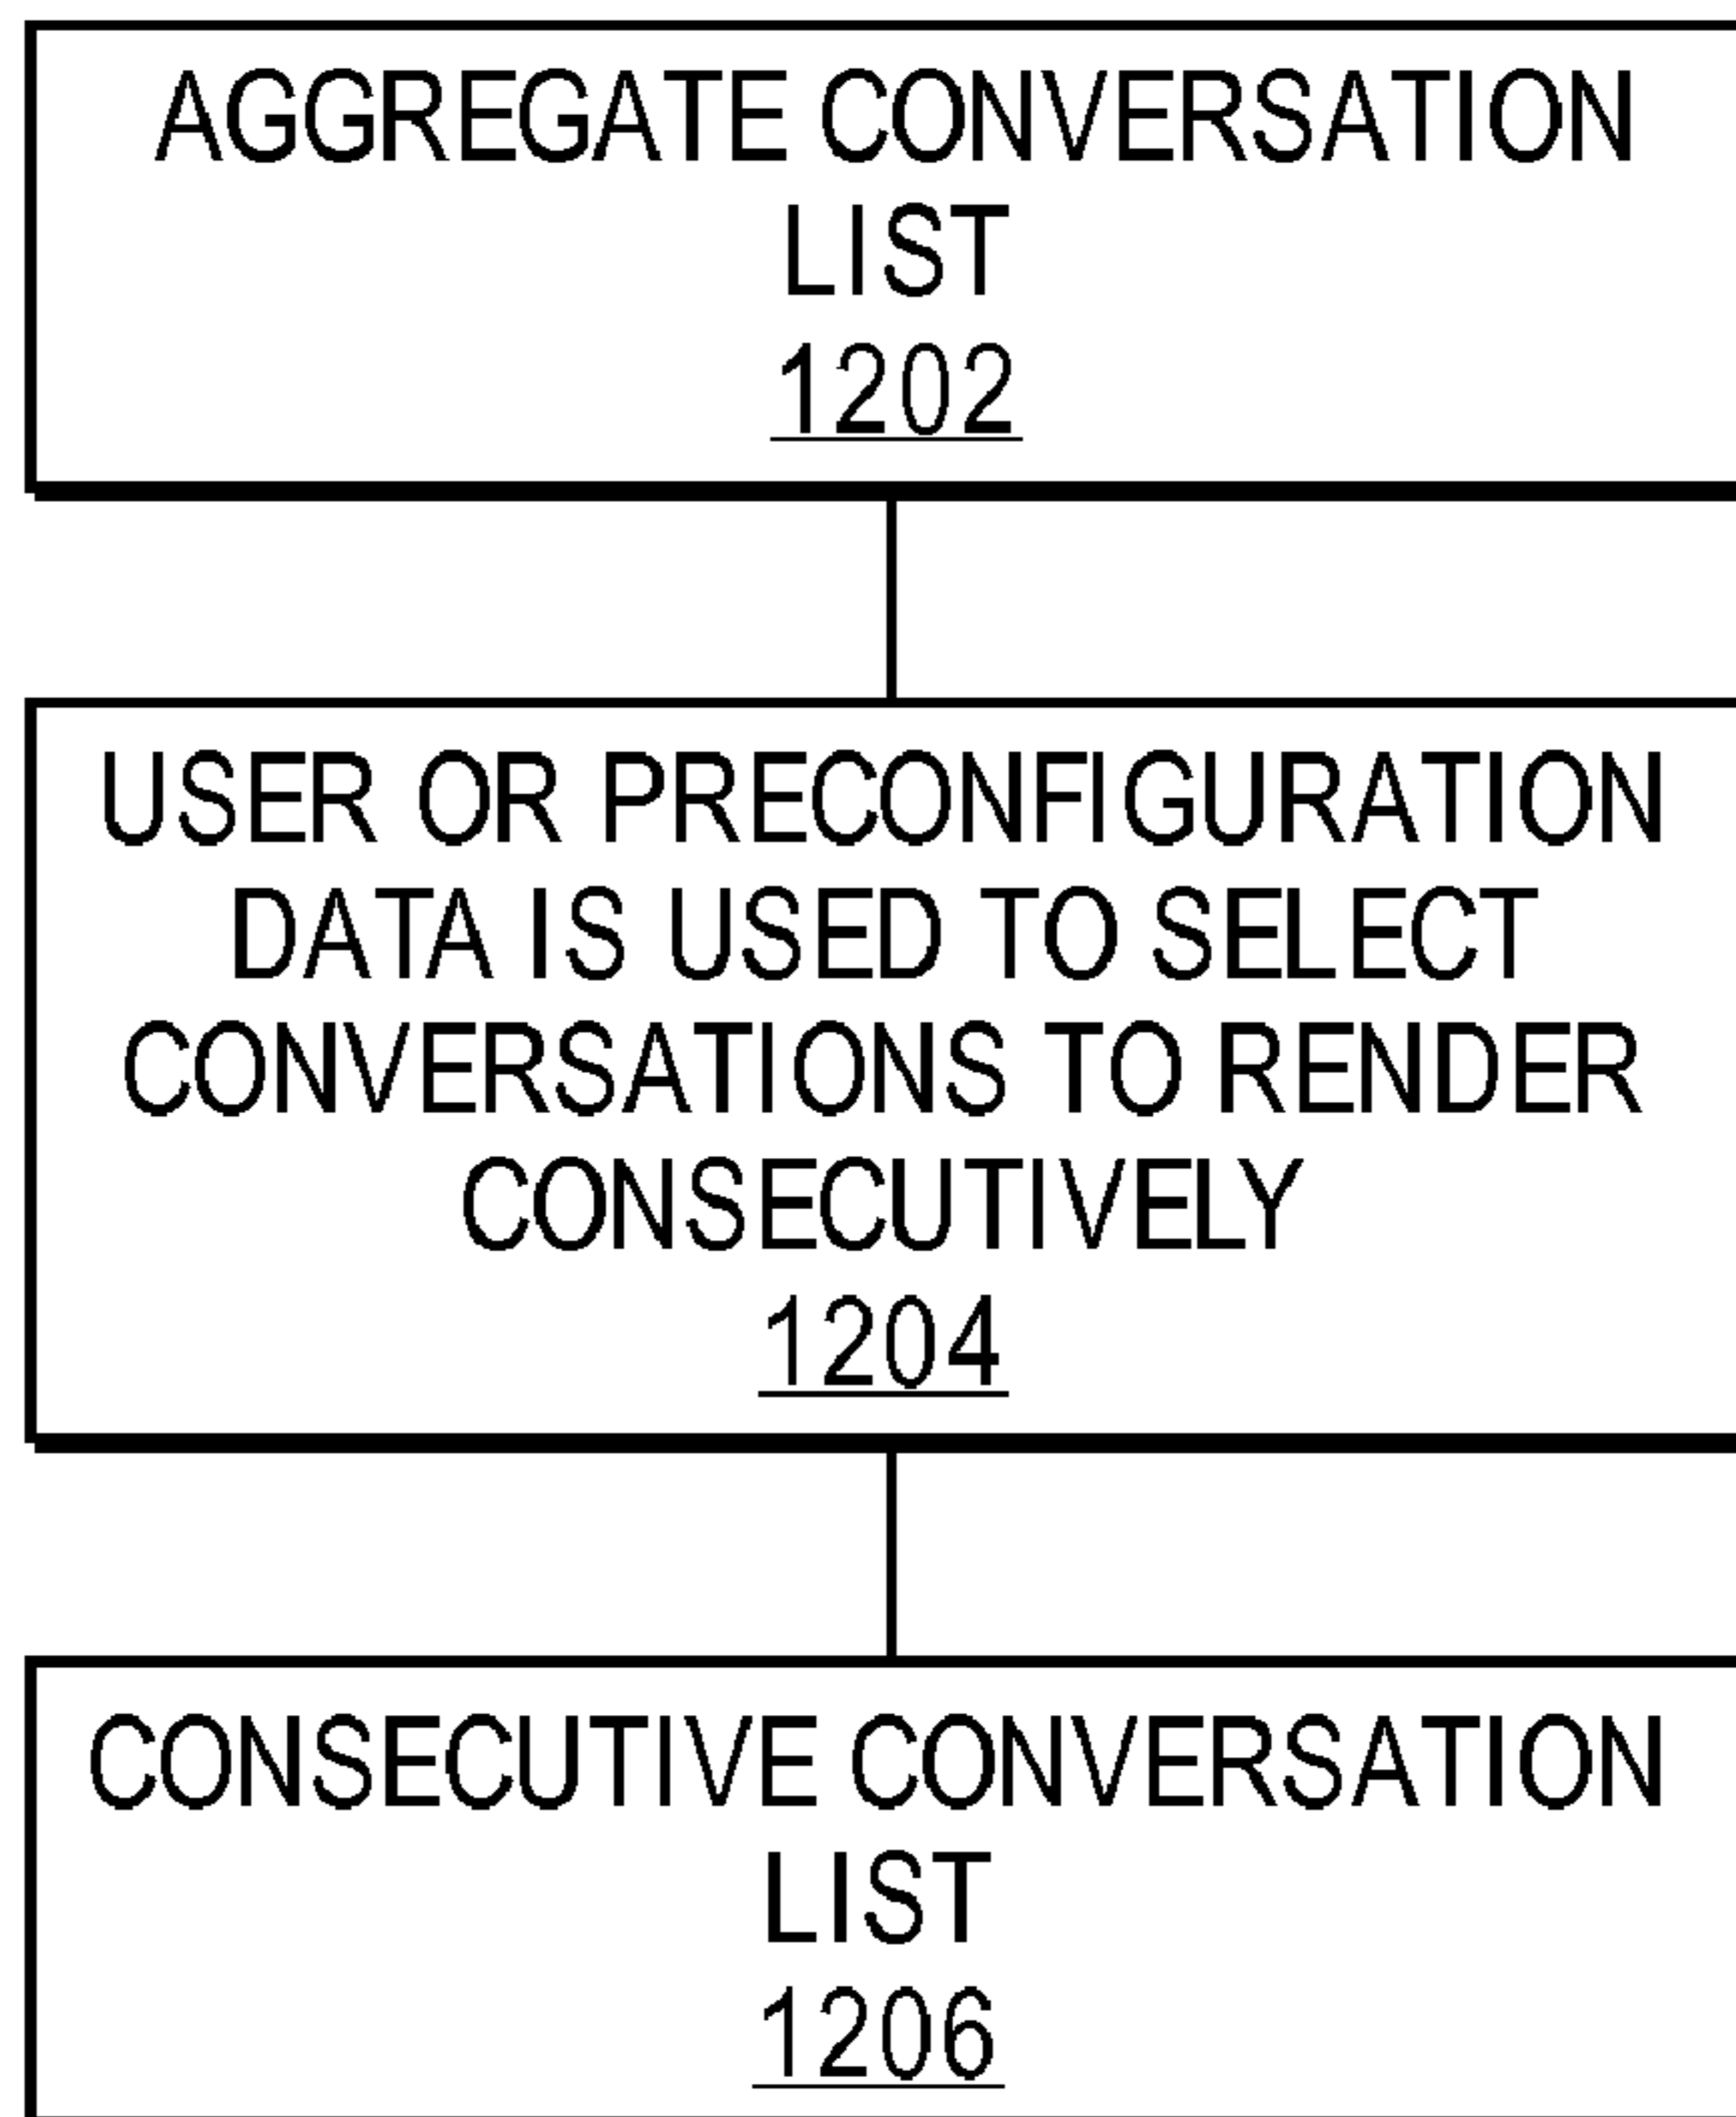 AGGREGATE CONVERSATION
LIST
1202
USER OR PRECONFIGURATION
DATA IS USED TO SELECT
CONVERSATIONS TO RENDER
CONSECUTIVELY
1204
CONSECUTIVE CONVERSATION
LIST
1206